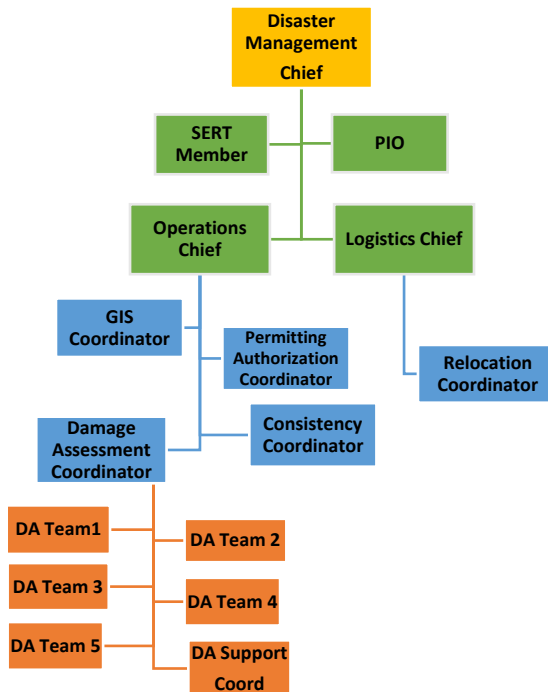 Disaster
Management
Chief
SERT
Member
PIO
Operations
Chief
Logistics Chief
GIS
Coordinator
Permitting
Authorization
Coordinator
Relocation
Coordinator
Damage
Assessment
Coordinator
Consistency
Coordinator
DA Team1
DA Team 2
DA Team 3
DA Team 4
DA Team 5
DA Support
Coord